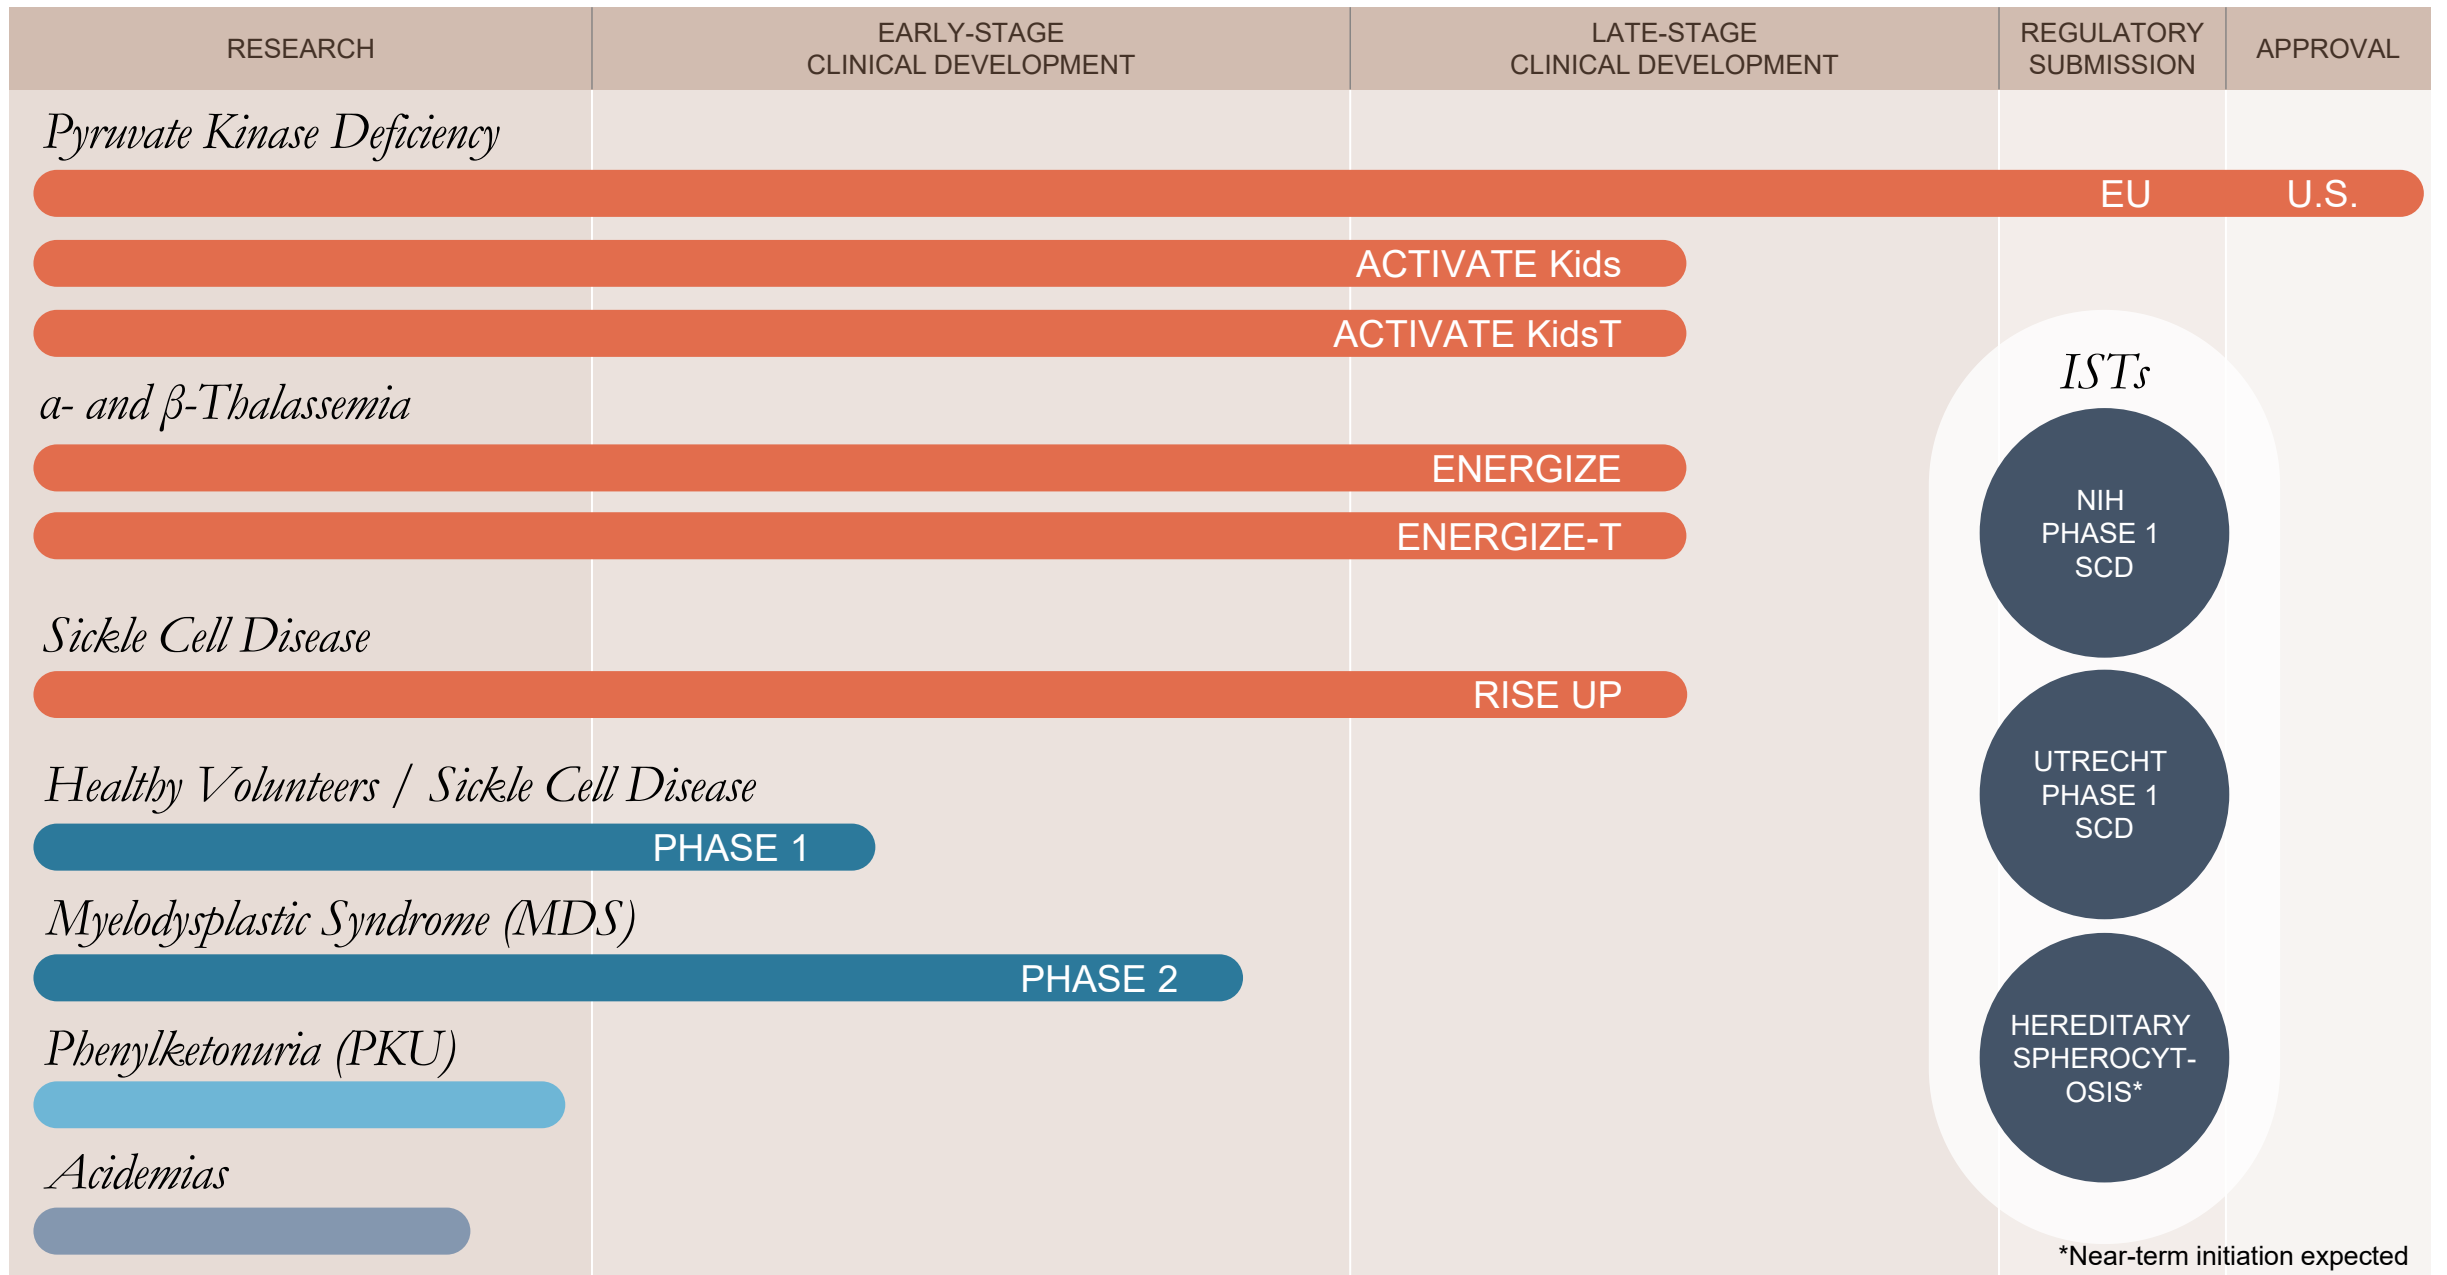 RESEARCH
EARLY-STAGE
CLINICAL DEVELOPMENT
LATE-STAGE
CLINICAL DEVELOPMENT
REGULATORY
SUBMISSION
APPROVAL
Pyruvate Kinase Deficiency
EU
U.S.
ACTIVATE Kids
ACTIVATE KidsT
α- and β-Thalassemia
ENERGIZE
ENERGIZE-T
Sickle Cell Disease
RISE UP
Healthy Volunteers / Sickle Cell Disease
PHASE 1
Myelodysplastic Syndrome (MDS)
PHASE 2
Phenylketonuria (PKU)
Acidemias
ISTs
NIH
PHASE 1
SCD
UTRECHT
PHASE 1
SCD
HEREDITARY
SPHEROCYT-
OSIS*
*Near-term initiation expected